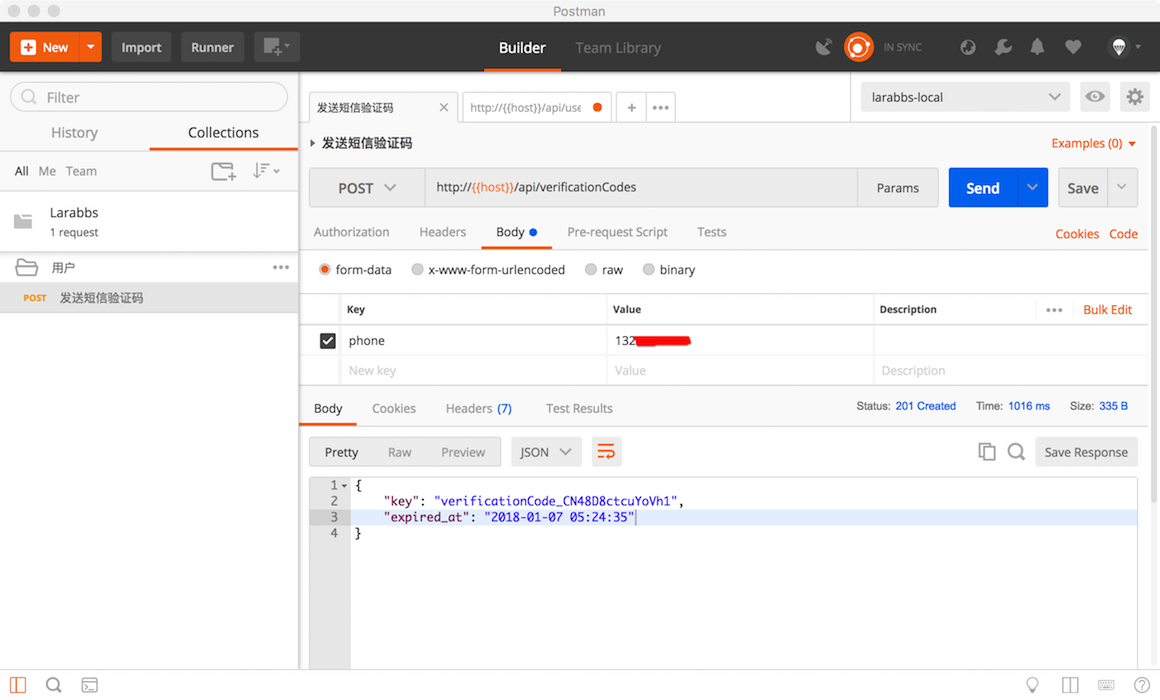 Postman
New
Import
Runner
Builder
Team Library
IN SYNC
Filter
History
Collections
All Me Team
Larabbs
1 request
用户
POST 发送短信验证码
发送短信验证码
http://{{host}}/api/use
larabbs-local
发送短信验证码
Examples (0)
POST
http://{{host}}/api/verificationCodes
Params
Send
Save
Authorization
Headers
Body
Pre-request Script
Tests
Cookies
Code
form-data
x-www-form-urlencoded
raw
binary
Key Value Description
Bulk Edit
phone 132
New key Value Description
Body
Cookies
Headers (7)
Test Results
Status: 201 Created
Time: 1016 ms
Size: 335 B
Pretty
Raw
Preview
JSON
Save Response
1 {
2 "key": "verificationCode_CN48D8ctcuYoVh1",
3 "expired_at": "2018-01-07 05:24:35"
4 }